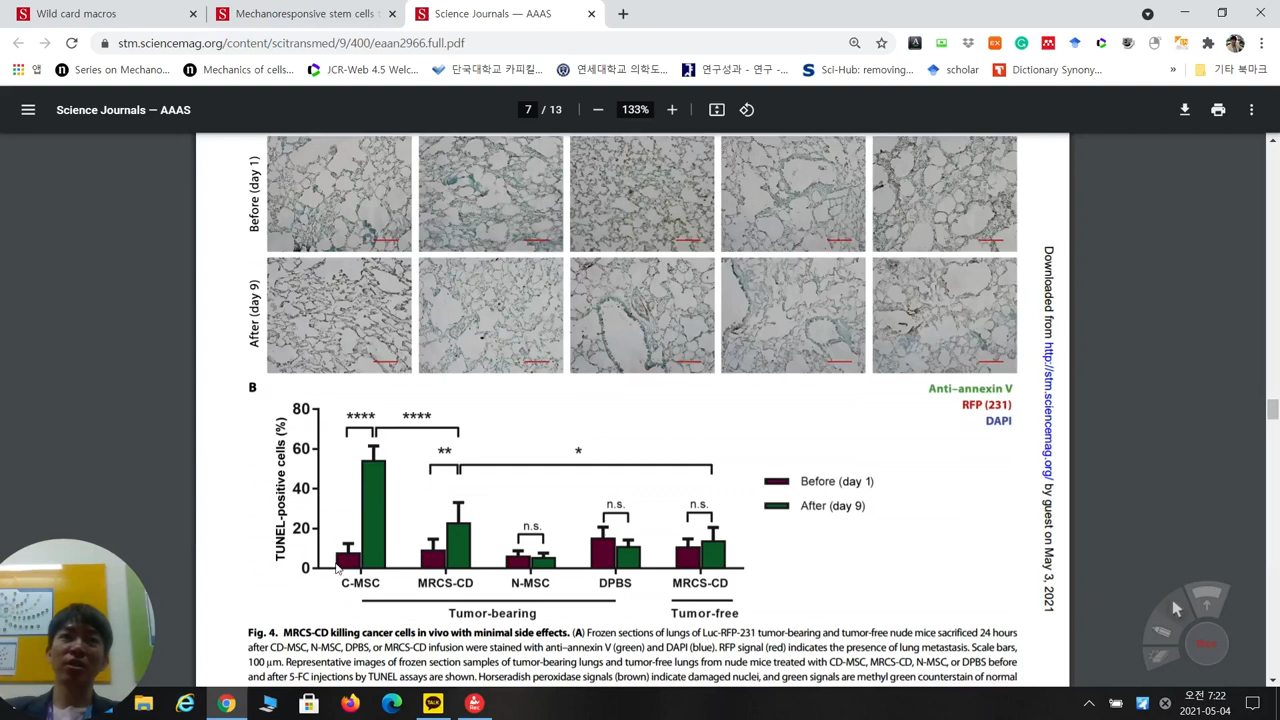 Wild card macros
Mechanoresponsive stem cells t
Science Journals — AAAS
stm.sciencemag.org/content/scitransmed/9/400/eaan2966.full.pdf
앱
Series on Mechano...
Mechanics of cells...
JCR-Web 4.5 Welc...
단국대학교 카피킬...
연세대학교 의학도...
연구성과 - 연구 -...
Sci-Hub: removing...
scholar
Dictionary Synony...
»
기타 북마크
Science Journals — AAAS
7 / 13
133%
Before (day 1)
After (day 9)
B
Anti–annexin V
RFP (231)
DAPI
TUNEL-positive cells (%)
80
60
40
20
0
**** ****
** *
n.s. n.s. n.s.
Before (day 1)
After (day 9)
C-MSC MRCS-CD N-MSC DPBS MRCS-CD
Tumor-bearing Tumor-free
Downloaded from http://stm.sciencemag.org/ by guest on May 3, 2021
Fig. 4. MRCS-CD killing cancer cells in vivo with minimal side effects. (A) Frozen sections of lungs of Luc-RFP-231 tumor-bearing and tumor-free nude mice sacrificed 24 hours
after CD-MSC, N-MSC, DPBS, or MRCS-CD infusion were stained with anti–annexin V (green) and DAPI (blue). RFP signal (red) indicates the presence of lung metastasis. Scale bars,
100 μm. Representative images of frozen section samples of tumor-bearing lungs and tumor-free lungs from nude mice treated with CD-MSC, MRCS-CD, N-MSC, or DPBS before
and after 5-FC injections by TUNEL assays are shown. Horseradish peroxidase signals (brown) indicate damaged nuclei, and green signals are methyl green counterstain of normal
TALK
Rec
오전 7:22
2021-05-04